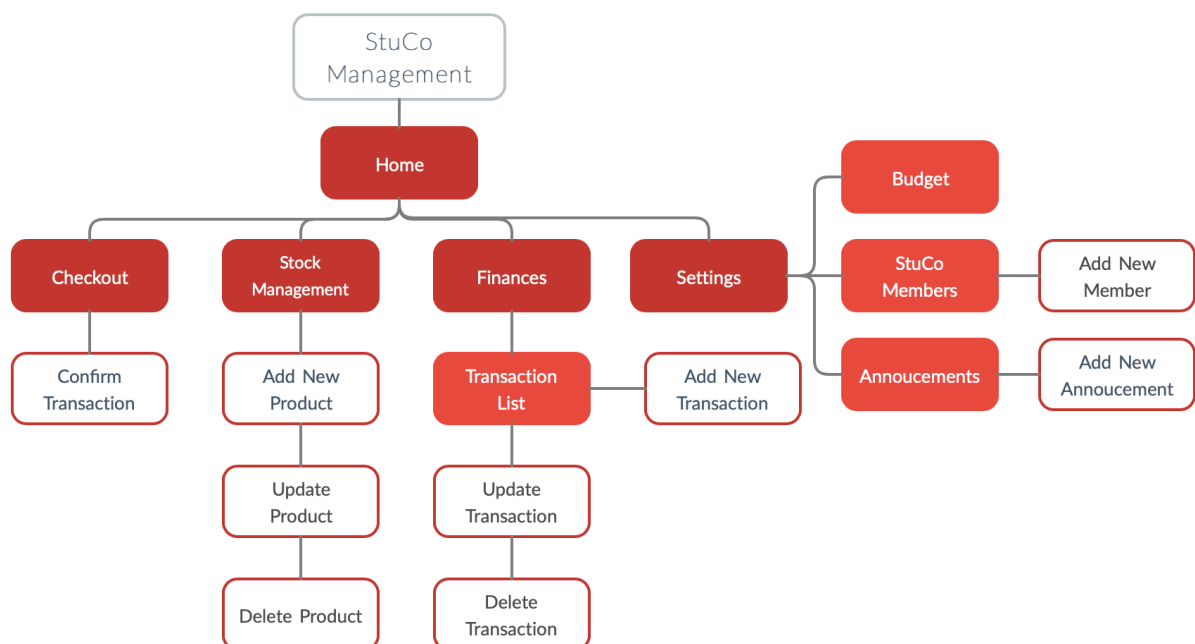 StuCo
Management
Home
Budget
Checkout
Stock
Management
Finances
Settings
StuCo
Members
Add New
Member
Confirm
Transaction
Add New
Product
Transaction
List
Add New
Transaction
Annoucements
Add New
Annoucement
Update
Product
Update
Transaction
Delete Product
Delete
Transaction